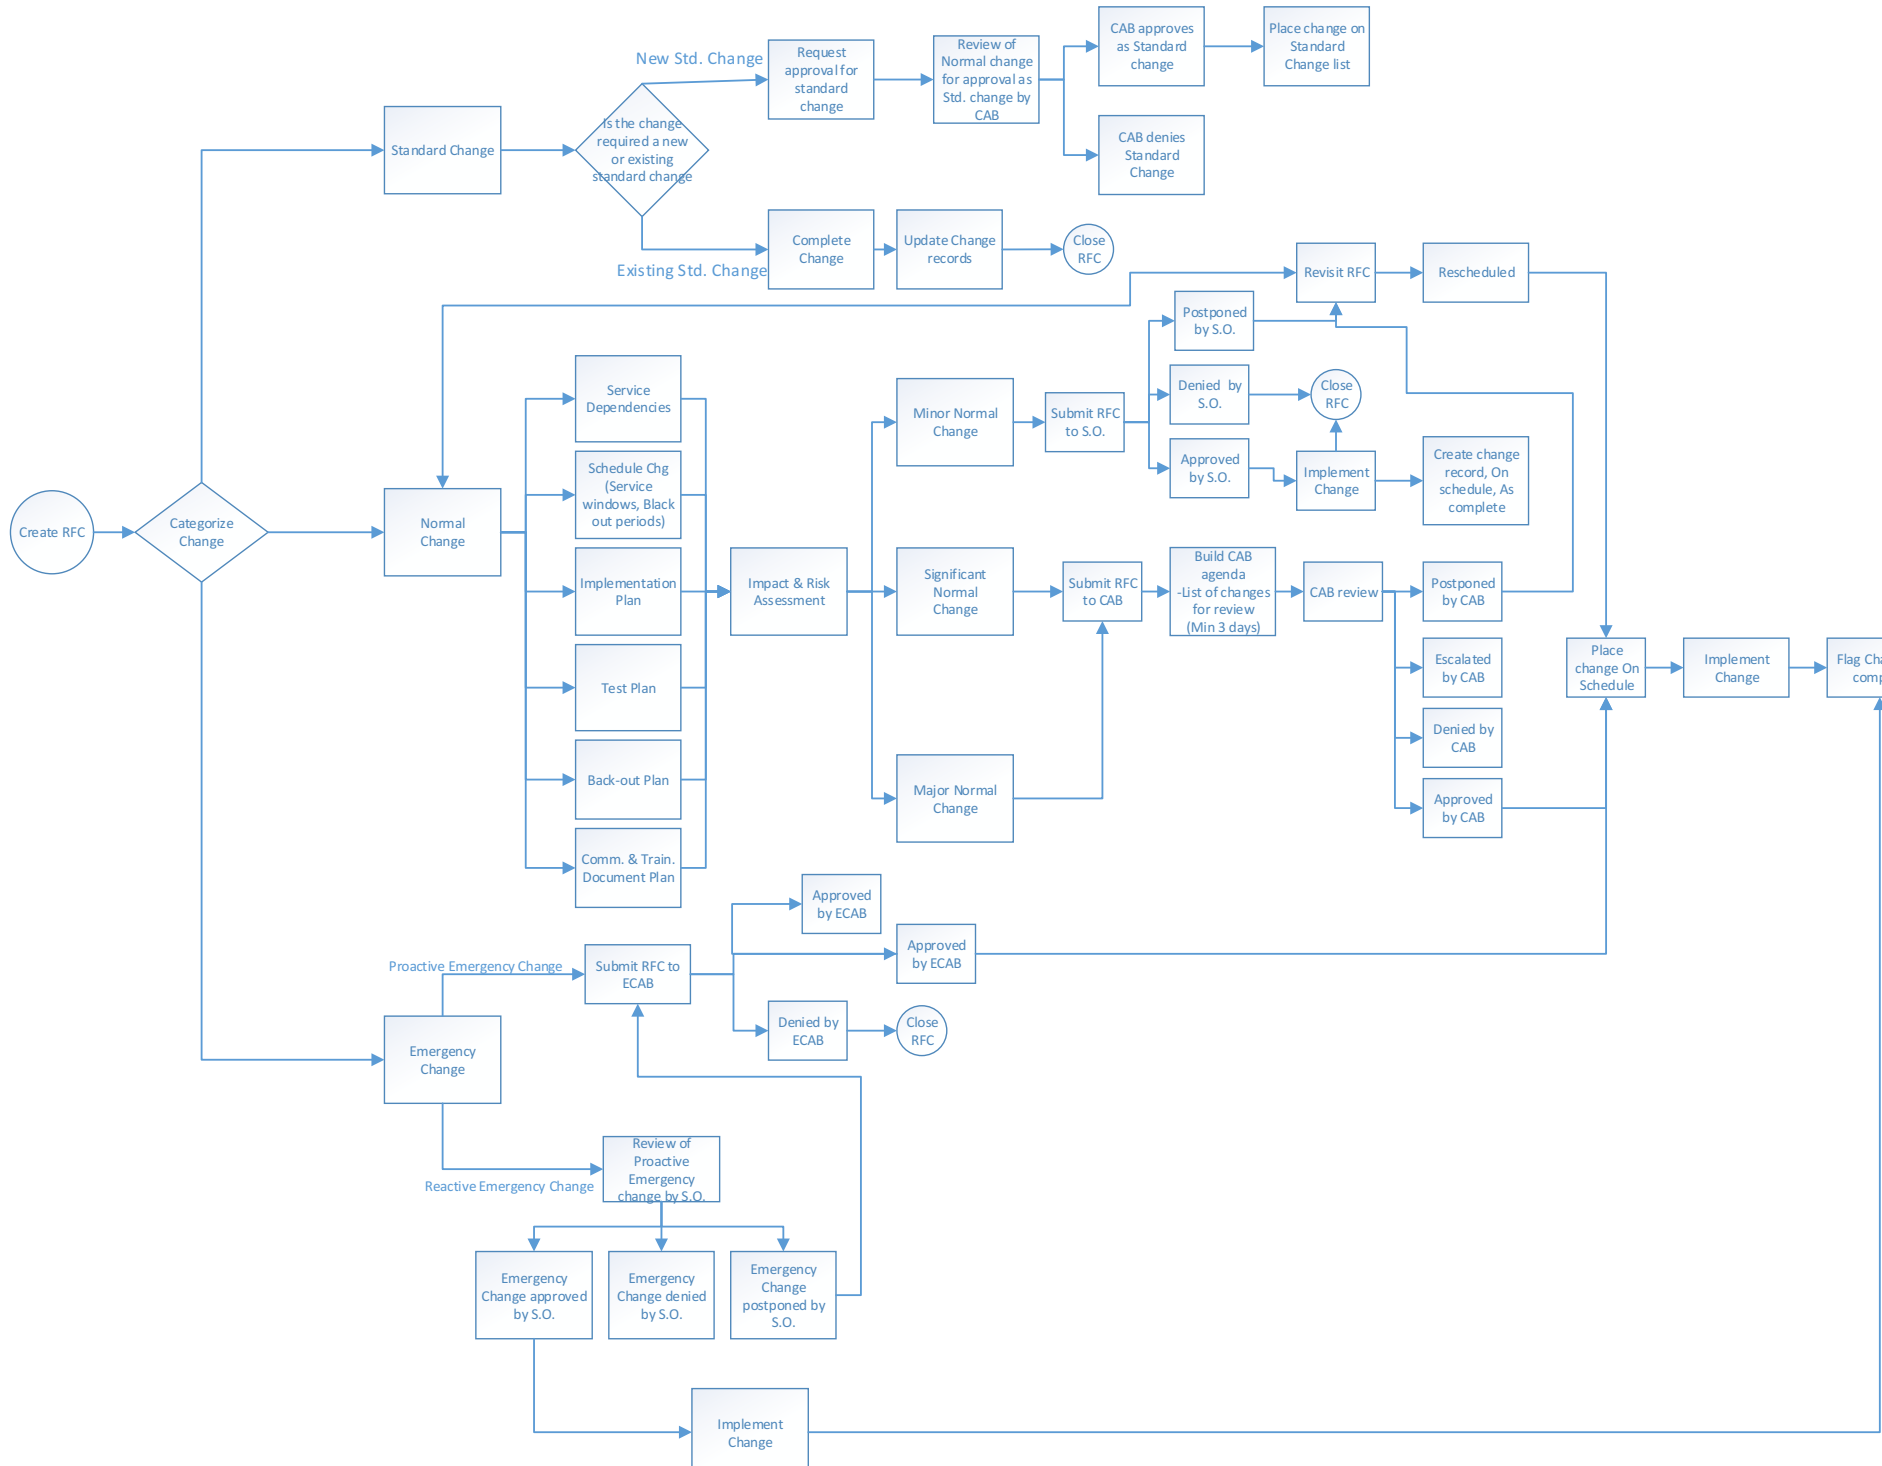 New Std. Change
Request
approval for
standard
change
Review of
Normal change
for approval as
Std. change by
CAB
CAB approves
as Standard
change
Place change on
Standard
Change list
Standard Change
Is the change
required a new
or existing
standard change
CAB denies
Standard
Change
Existing Std. Change
Complete
Change
Update Change
records
Close
RFC
Revisit RFC
Rescheduled
Postponed
by S.O.
Service
Dependencies
Minor Normal
Change
Submit RFC
to S.O.
Denied by
S.O.
Close
RFC
Approved
by S.O.
Implement
Change
Create change
record, On
schedule, As
complete
Schedule Chg
(Service
windows, Black
out periods)
Create RFC
Categorize
Change
Normal
Change
Implementation
Plan
Impact & Risk
Assessment
Significant
Normal
Change
Submit RFC
to CAB
Build CAB
agenda
-List of changes
for review
(Min 3 days)
CAB review
Postponed
by CAB
Escalated
by CAB
Place
change On
Schedule
Implement
Change
Flag
Test Plan
Denied by
CAB
Back-out Plan
Major Normal
Change
Approved
by CAB
Comm. & Train.
Document Plan
Approved
by ECAB
Approved
by ECAB
Proactive Emergency Change
Submit RFC to
ECAB
Denied by
ECAB
Close
RFC
Emergency
Change
Reactive Emergency Change
Review of
Proactive
Emergency
change by S.O.
Emergency
Change approved
by S.O.
Emergency
Change denied
by S.O.
Emergency
Change
postponed by
S.O.
Implement
Change